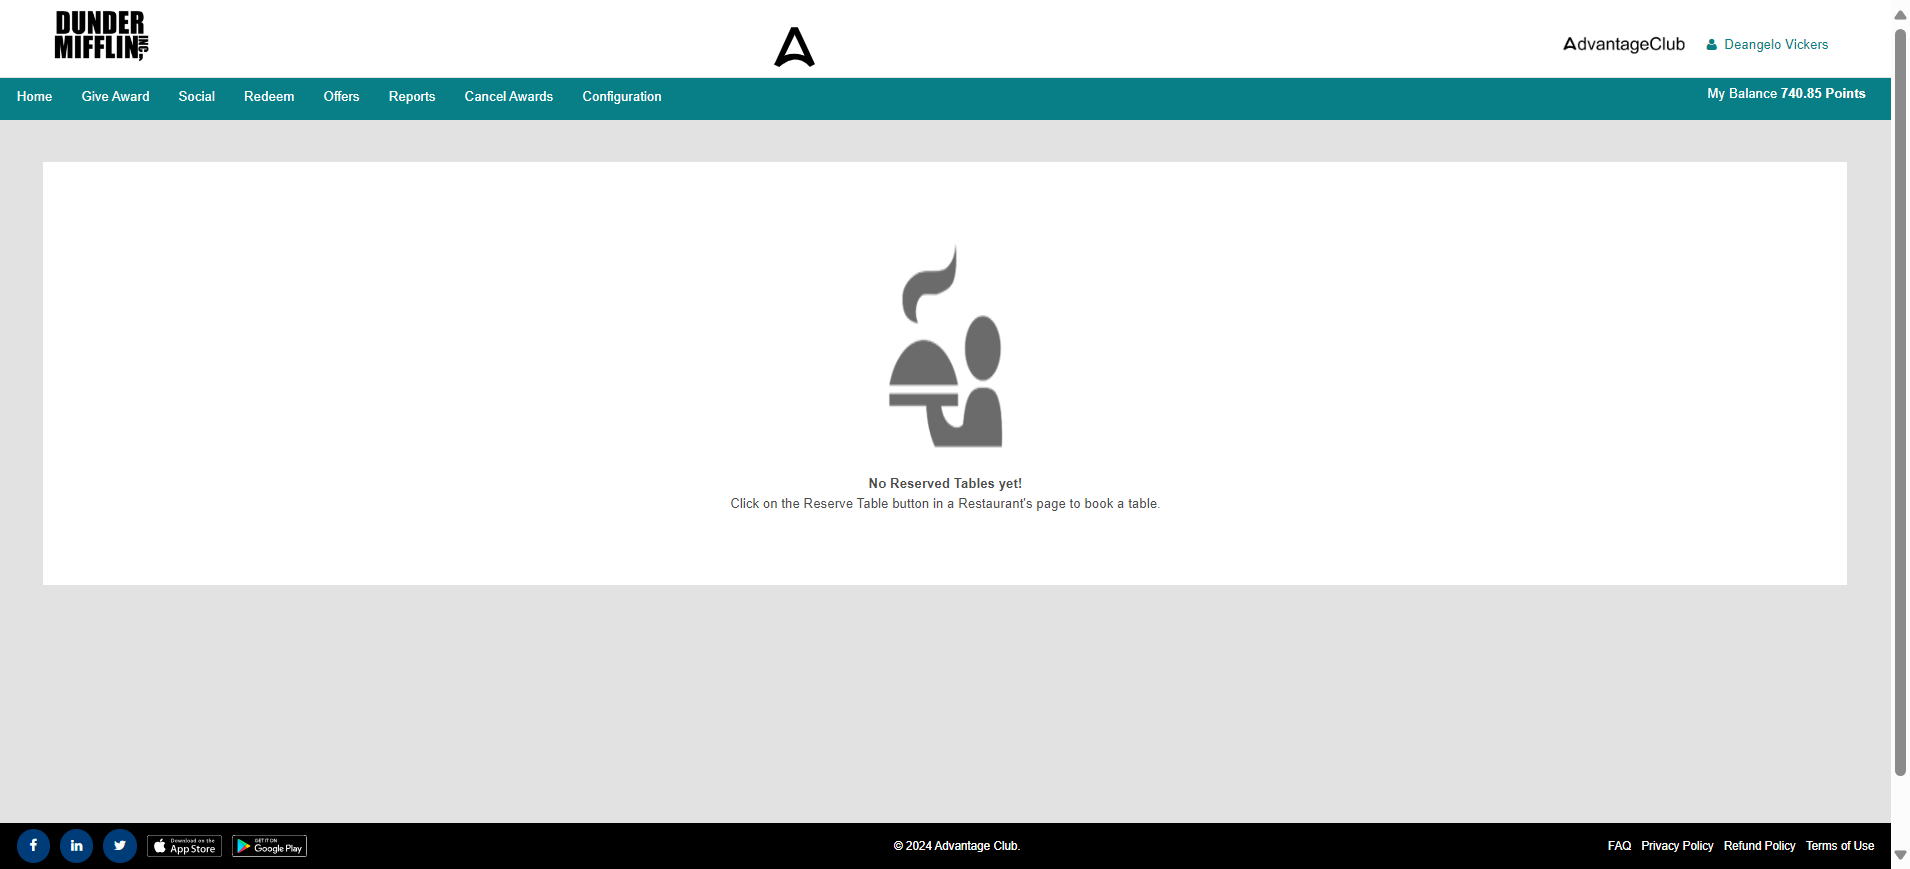 DUNDER
MIFFLIN INC,
A
AdvantageClub
Deangelo Vickers
Home
Give Award
Social
Redeem
Offers
Reports
Cancel Awards
Configuration
My Balance 740.85 Points
No Reserved Tables yet!
Click on the Reserve Table button in a Restaurant's page to book a table.
f
in
Download on the
App Store
GET IT ON
Google Play
© 2024 Advantage Club.
FAQ
Privacy Policy
Refund Policy
Terms of Use